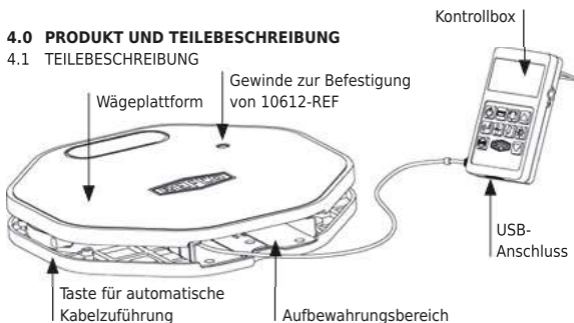 4.0 PRODUKT UND TEILEBESCHREIBUNG
4.1 TEILEBESCHREIBUNG
Kontrollbox
Gewinde zur Befestigung
von 10612-REF
Wägeplattform
USB-
Anschluss
Taste für automatische
Kabelzuführung
Aufbewahrungsbereich